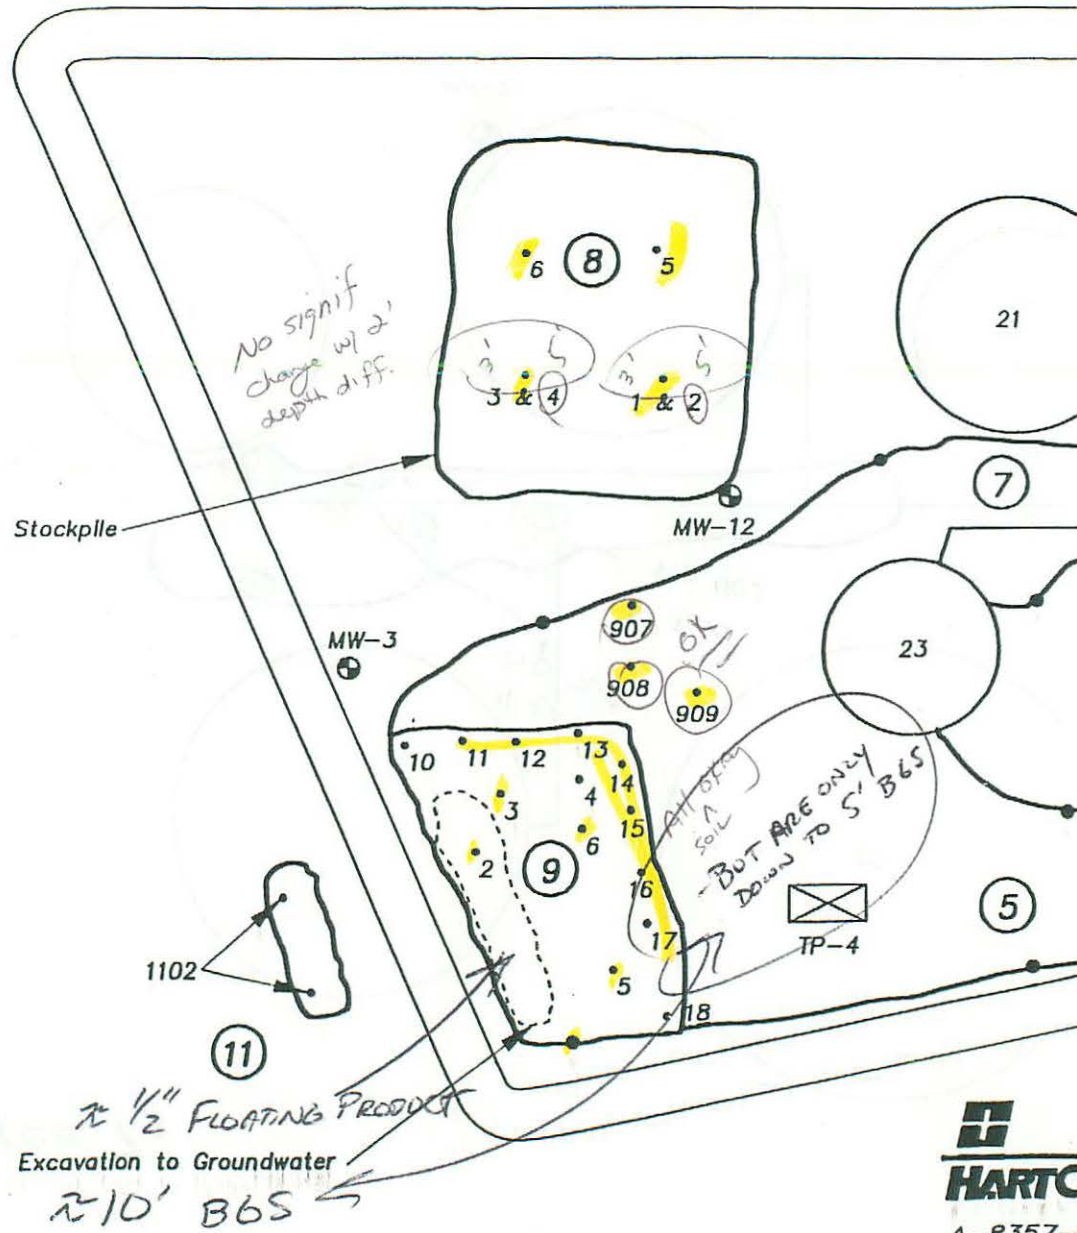 6
8
5
21
No signif
change w/ 2'
depth diff.
3' 5'
3' 5'
3 & 4
1 & 2
7
Stockpile
MW-12
MW-3
907
OK
908
909
23
10
11
12
13
14
3
4
15
6
2
9
16
17
5
18
All okay
soil
- BUT ARE ONLY
DOWN TO 5' BGS
TP-4
5
1102
11
≈ 1/2" FLOATING PRODUCT
Excavation to Groundwater
≈10' BGS
HARTC
A-8357-